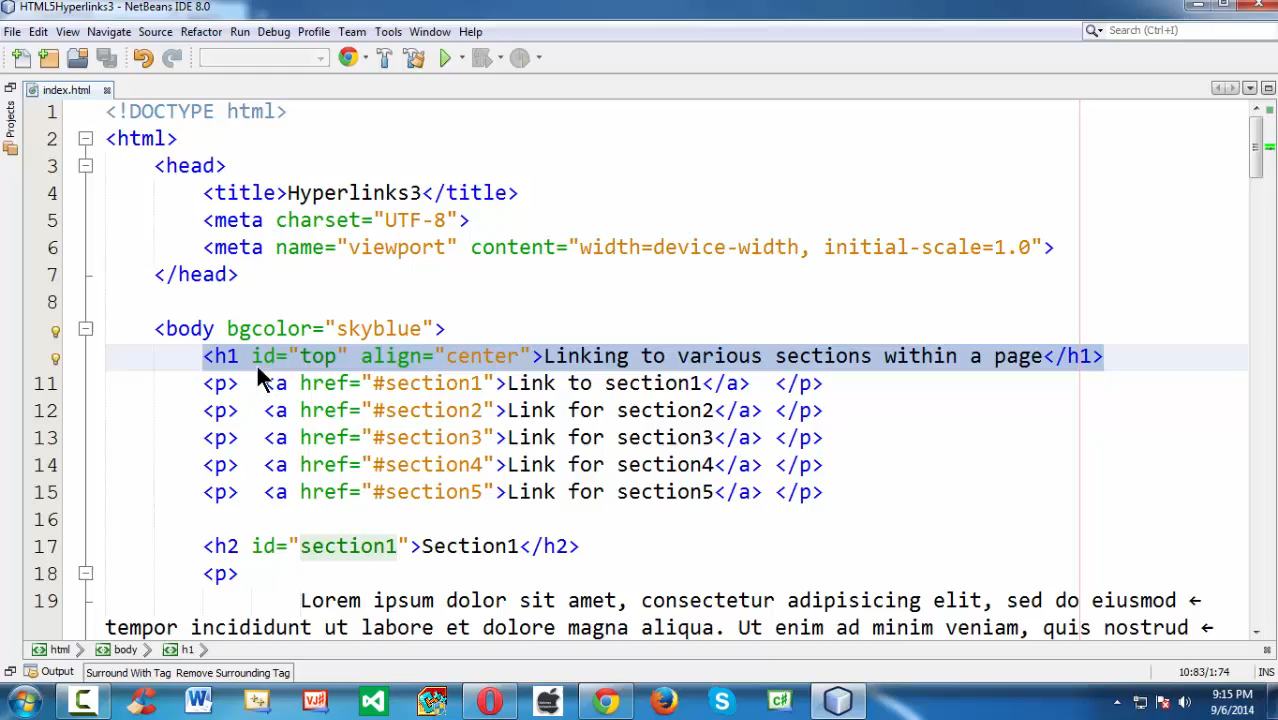 HTML5Hyperlinks3 - NetBeans IDE 8.0
File Edit View Navigate Source Refactor Run Debug Profile Team Tools Window Help
Search (Ctrl+I)
index.html
Projects
1 <!DOCTYPE html>
2 <html>
3 <head>
4 <title>Hyperlinks3</title>
5 <meta charset="UTF-8">
6 <meta name="viewport" content="width=device-width, initial-scale=1.0">
7 </head>
8
<body bgcolor="skyblue">
<h1 id="top" align="center">Linking to various sections within a page</h1>
11 <p> <a href="#section1">Link to section1</a> </p>
12 <p> <a href="#section2">Link for section2</a> </p>
13 <p> <a href="#section3">Link for section3</a> </p>
14 <p> <a href="#section4">Link for section4</a> </p>
15 <p> <a href="#section5">Link for section5</a> </p>
16
17 <h2 id="section1">Section1</h2>
18 <p>
19 Lorem ipsum dolor sit amet, consectetur adipisicing elit, sed do eiusmod ←
tempor incididunt ut labore et dolore magna aliqua. Ut enim ad minim veniam, quis nostrud ←
html body h1
Output Surround With Tag Remove Surrounding Tag 10:83/1:74 INS
9:15 PM
9/6/2014